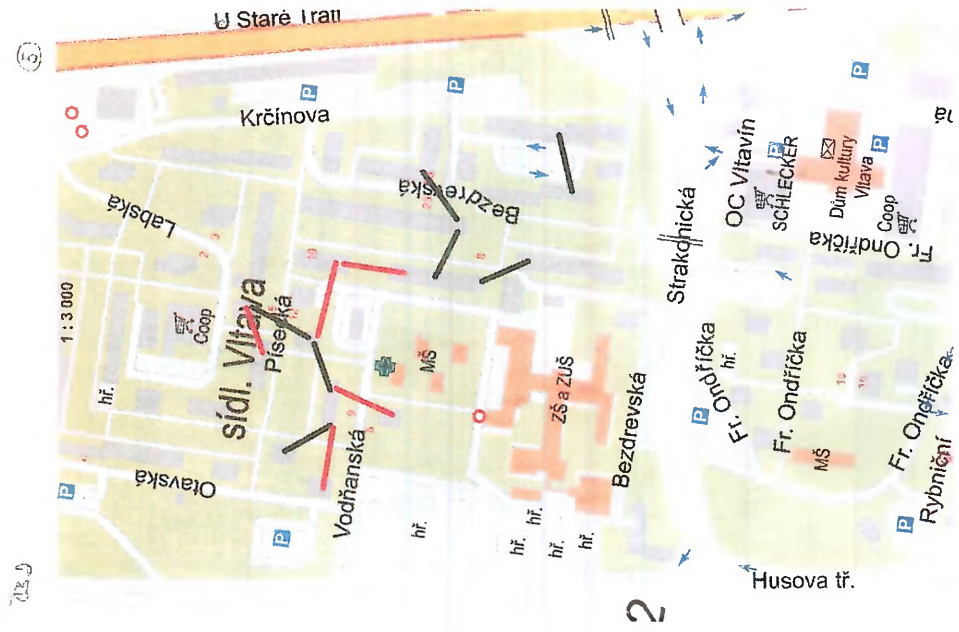 U Staré Trati
5
Krčínova
Labská
Bezdrevská
1 : 3 000
Coop
sídl. Vltava
Písecká
hř.
Otavská
Vodňanská
MŠ
ZŠ a ZUŠ
hř.
hř.
hř.
hř.
hř.
Bezdrevská
2
Strakonická
OC Vltavín
SCHLECKER
Dům kultury
Vltava
Coop
Fr. Ondříčka
Fr. Ondříčka
hř.
Fr. Ondříčka
MŠ
Fr. Ondříčka
Rybniční
Husova tř.
P
P
P
P
P
P
P
P
P